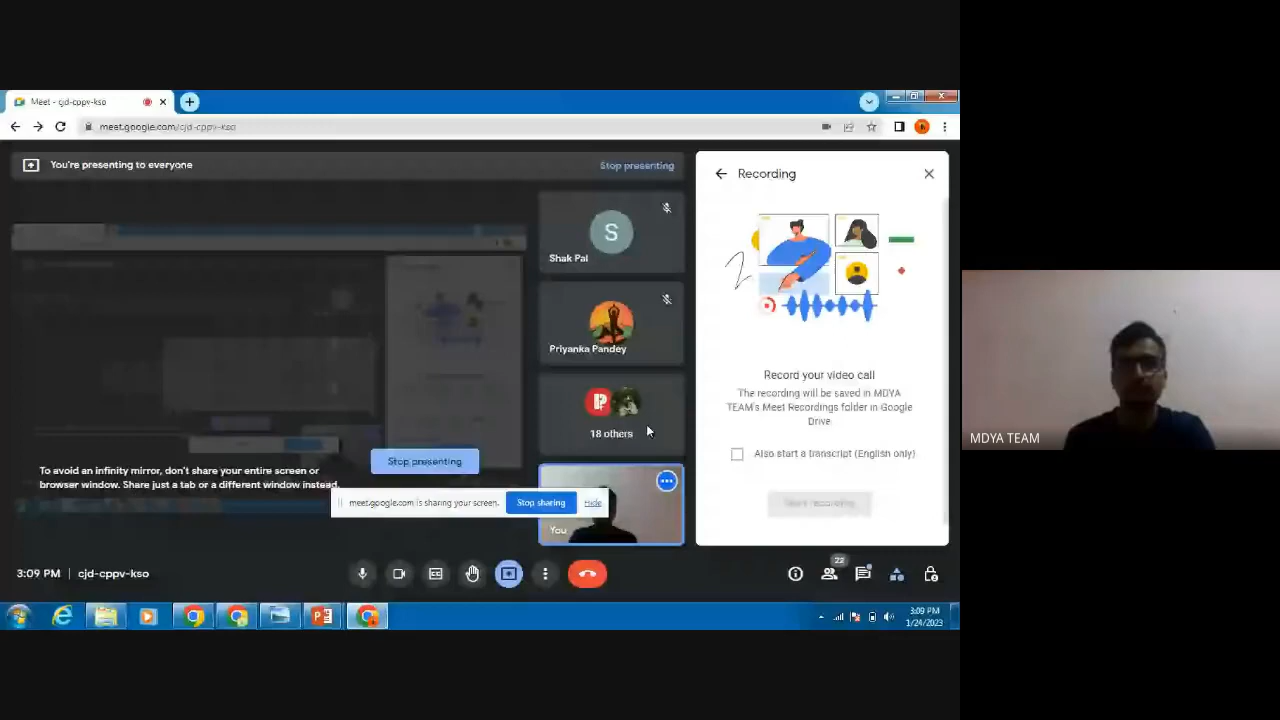 Meet - cjd-cppv-kso
meet.google.com/cjd-cppv-kso
You're presenting to everyone
Stop presenting
S
Shak Pal
Priyanka Pandey
18 others
You
To avoid an infinity mirror, don't share your entire screen or
browser window. Share just a tab or a different window instead.
Stop presenting
meet.google.com is sharing your screen.
Stop sharing
Hide
Recording
Record your video call
The recording will be saved in MDYA
TEAM's Meet Recordings folder in Google
Drive
Also start a transcript (English only)
Start recording
3:09 PM | cjd-cppv-kso
22
3:09 PM
1/24/2023
MDYA TEAM